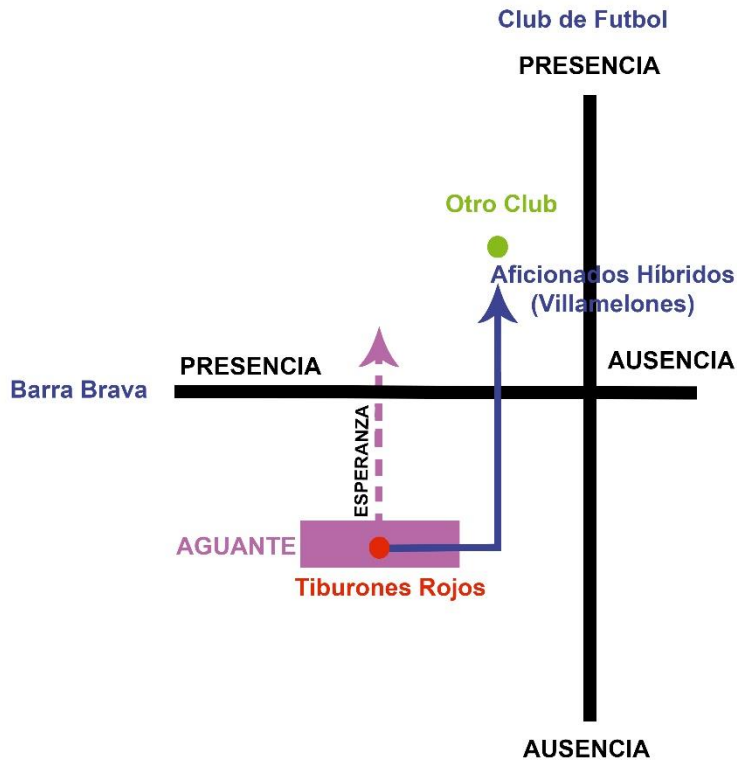 Club de Futbol
PRESENCIA
Otro Club
Aficionados Híbridos
(Villamelones)
PRESENCIA
AUSENCIA
Barra Brava
ESPERANZA
AGUANTE
Tiburones Rojos
AUSENCIA